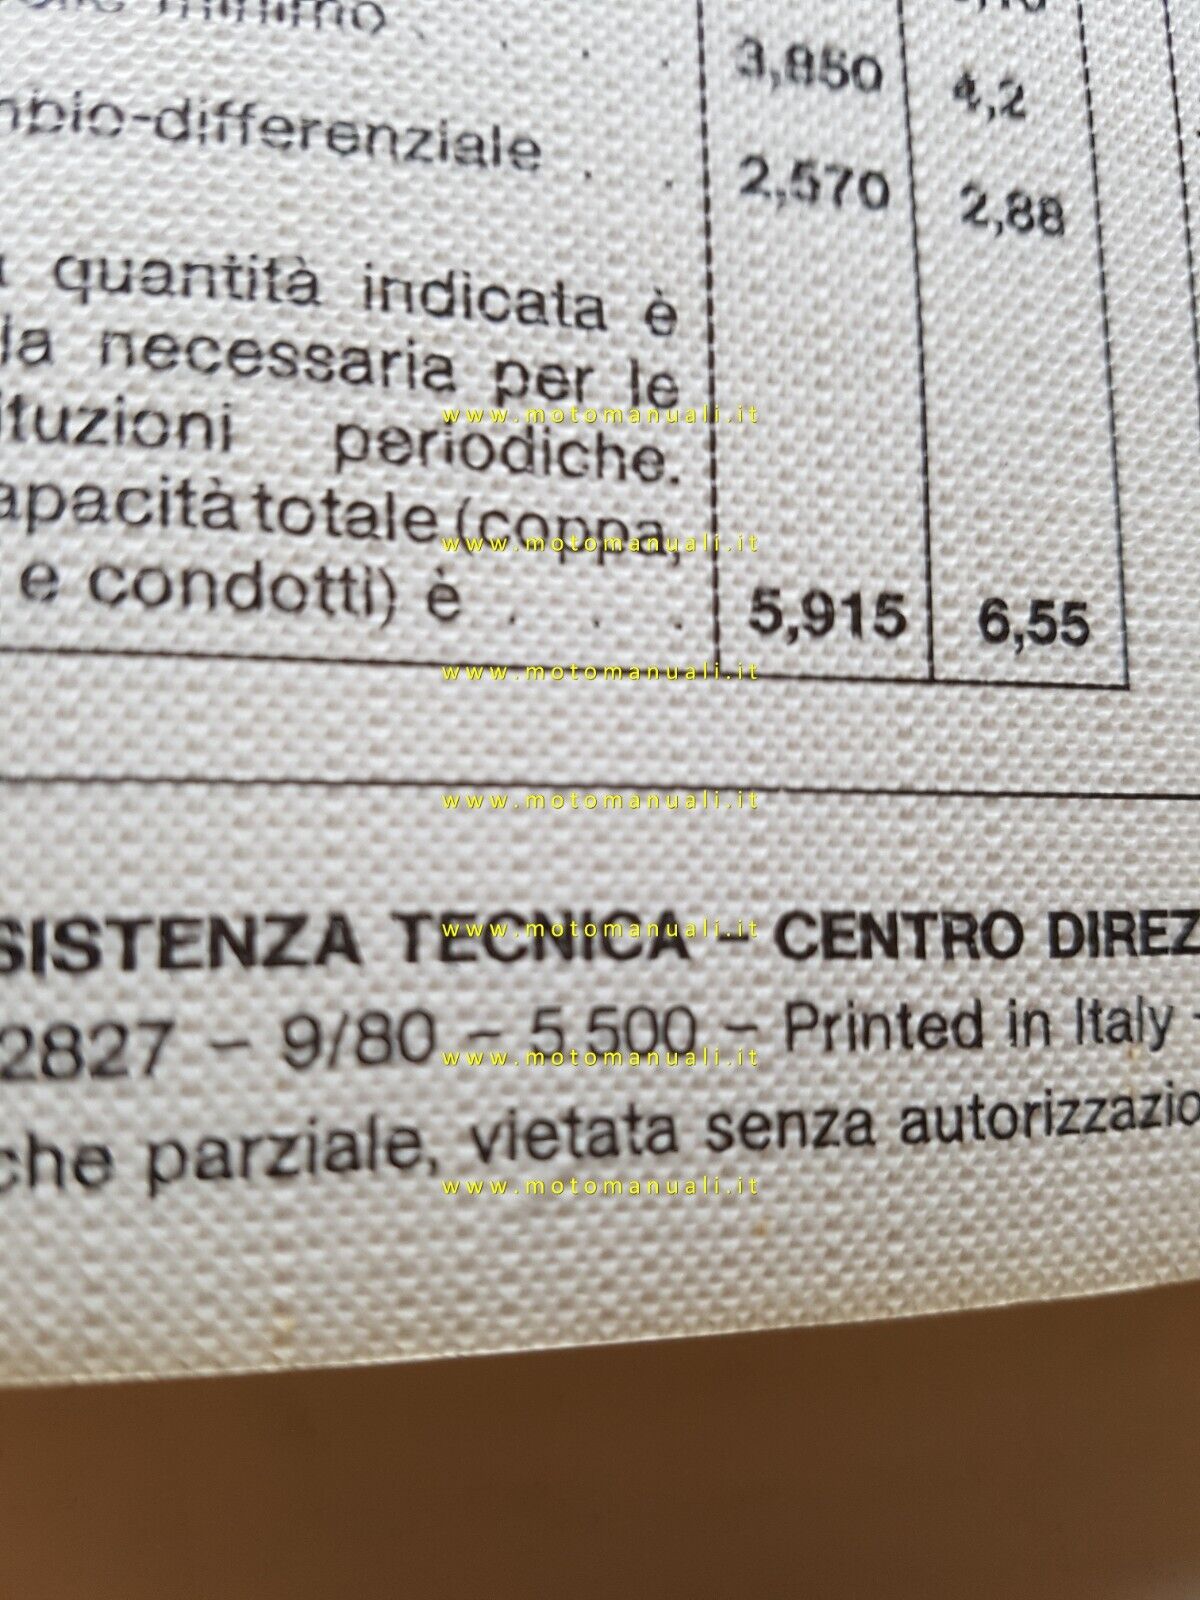 minimo . . . 3,850 4,2
mbio-differenziale . . 2,570 2,88
quantità indicata è
la necessaria per le
ituzioni periodiche.
apacità totale (coppa,
e condotti) è . . . 5,915 6,55
SISTENZA TECNICA - CENTRO DIREZ
2827 - 9/80 - 5.500 - Printed in Italy -
che parziale, vietata senza autorizzazio
www.motomanuali.it
www.motomanuali.it
www.motomanuali.it
www.motomanuali.it
www.motomanuali.it
www.motomanuali.it
www.motomanuali.it